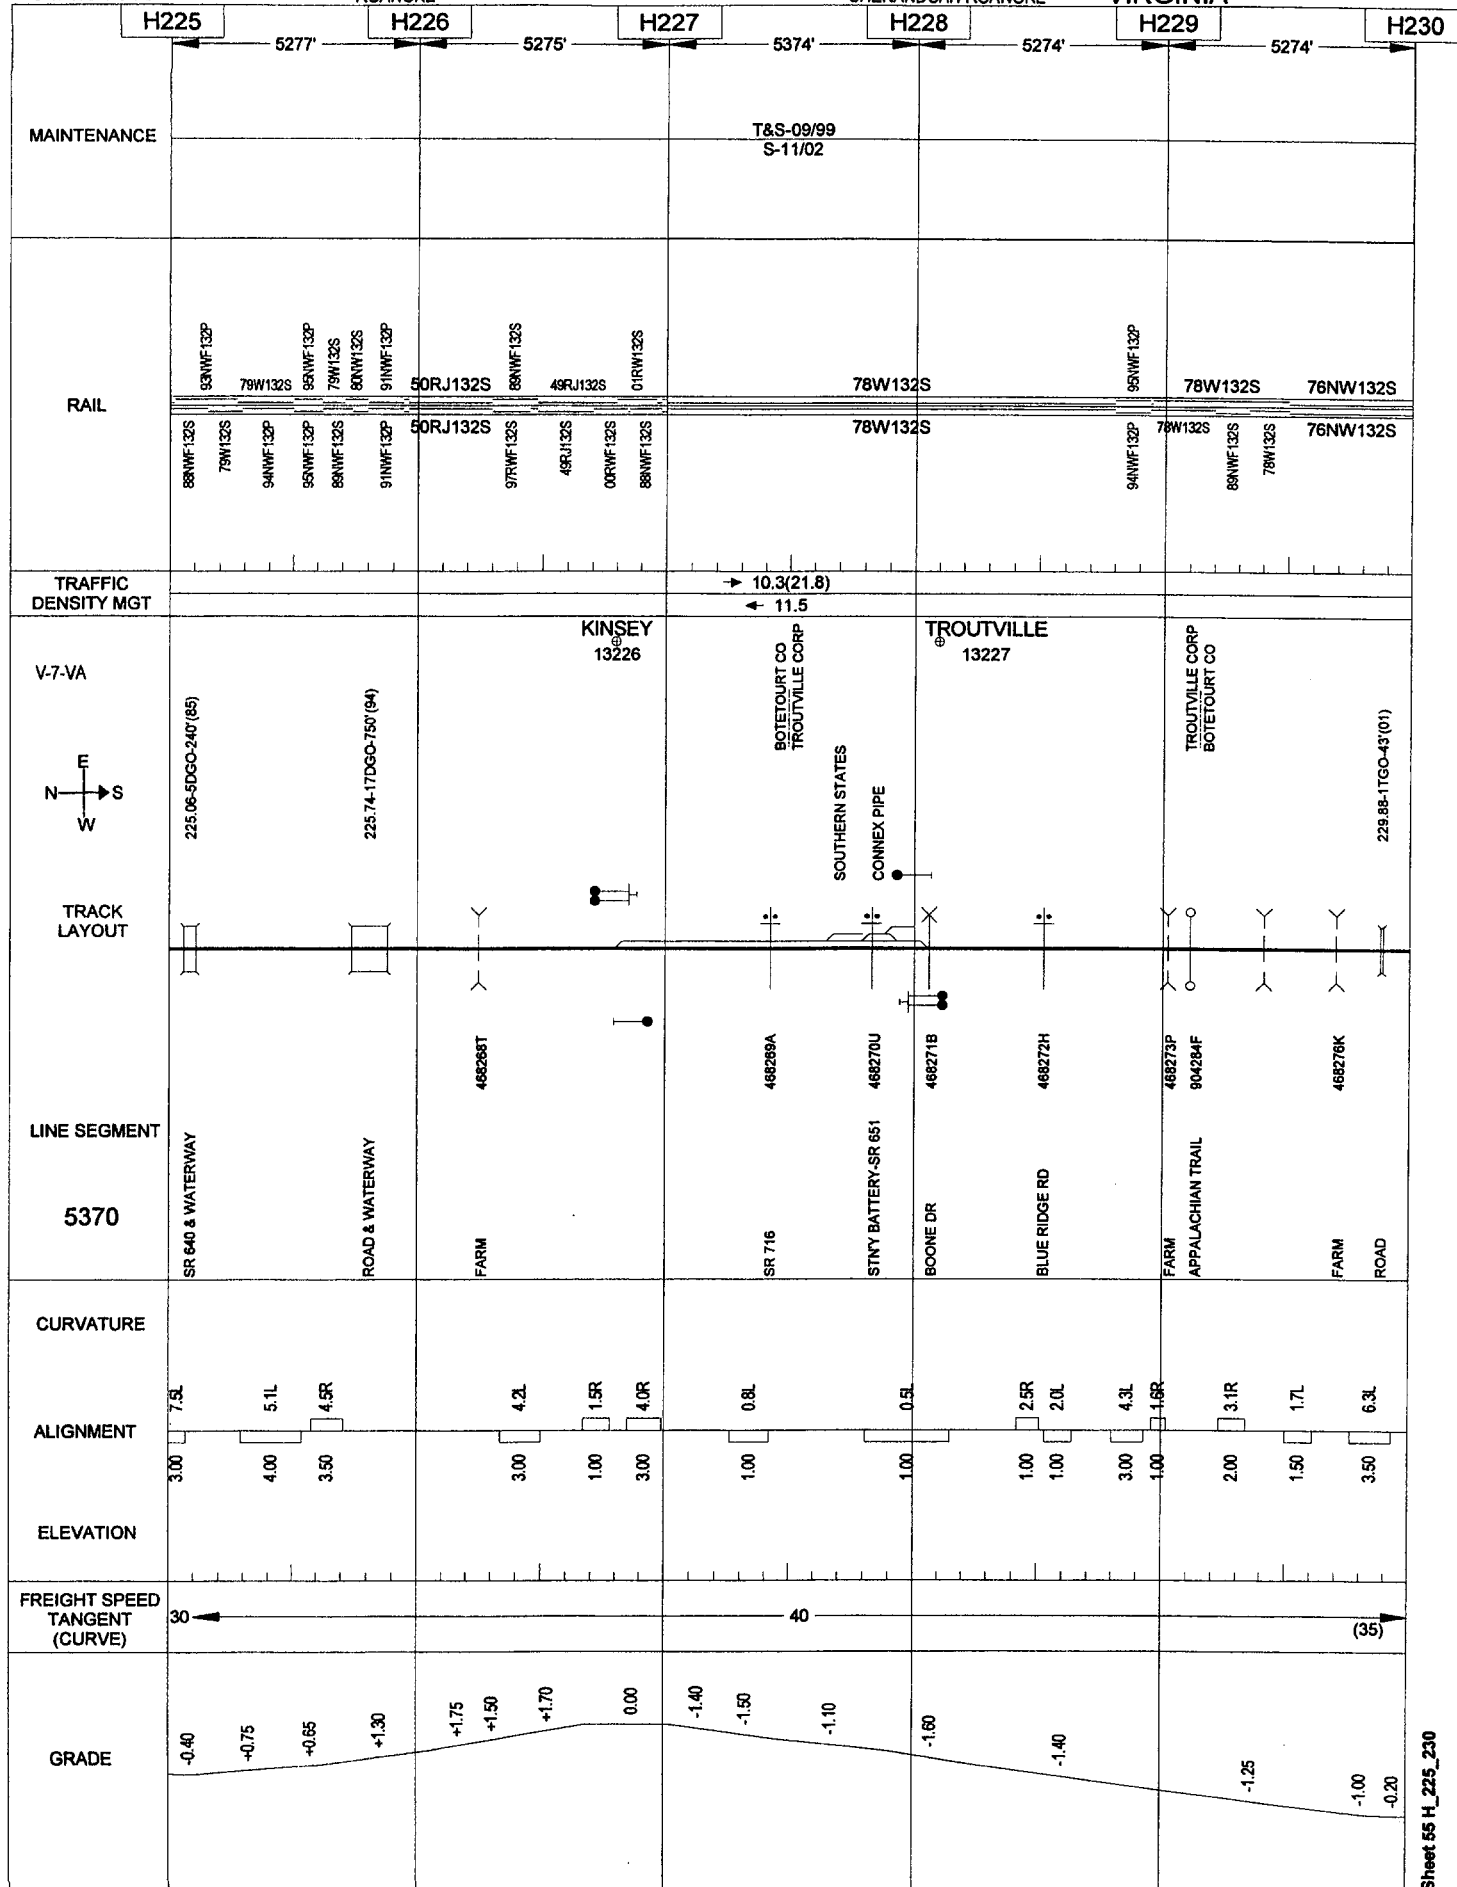 VIRGINIA
H225
H226
H227
H228
H229
H230
5277'
5275'
5374'
5274'
5274'
MAINTENANCE
T&S-09/99
S-11/02
RAIL
93NWF132P
79W132S
95NWF132P
79W132S
80NW132S
91NWF132P
50RJ132S
89NWF132S
49RJ132S
01RW132S
78W132S
95NWF132P
78W132S
76NW132S
88NWF132S
79W132S
94NWF132P
95NWF132P
89NWF132S
91NWF132P
50RJ132S
97RWF132S
49RJ132S
00RWF132S
88NWF132S
78W132S
94NWF132P
78W132S
89NWF132S
78W132S
76NW132S
TRAFFIC
DENSITY MGT
→ 10.3(21.8)
← 11.5
V-7-VA
E
N S
W
KINSEY
13226
TROUTVILLE
13227
225.06-5DGO-240'(85)
225.74-17DGO-750'(94)
BOTETOURT CO
TROUTVILLE CORP
SOUTHERN STATES
CONNEX PIPE
TROUTVILLE CORP
BOTETOURT CO
229.88-1TGO-43'(01)
TRACK
LAYOUT
468268T
468269A
468270U
468271B
468272H
468273P
904284F
468276K
LINE SEGMENT
5370
SR 640 & WATERWAY
ROAD & WATERWAY
FARM
SR 716
STN'Y BATTERY-SR 651
BOONE DR
BLUE RIDGE RD
FARM
APPALACHIAN TRAIL
FARM
ROAD
CURVATURE
7.5L
5.1L
4.5R
4.2L
1.5R
4.0R
0.8L
0.5L
2.5R
2.0L
4.3L
1.6R
3.1R
1.7L
6.3L
ALIGNMENT
3.00
4.00
3.50
3.00
1.00
3.00
1.00
1.00
1.00
1.00
3.00
1.00
2.00
1.50
3.50
ELEVATION
FREIGHT SPEED
TANGENT
(CURVE)
30
40
(35)
GRADE
-0.40
+0.75
+0.65
+1.30
+1.75
+1.50
+1.70
0.00
-1.40
-1.50
-1.10
-1.60
-1.40
-1.25
-1.00
-0.20
Sheet 55 H_225_230